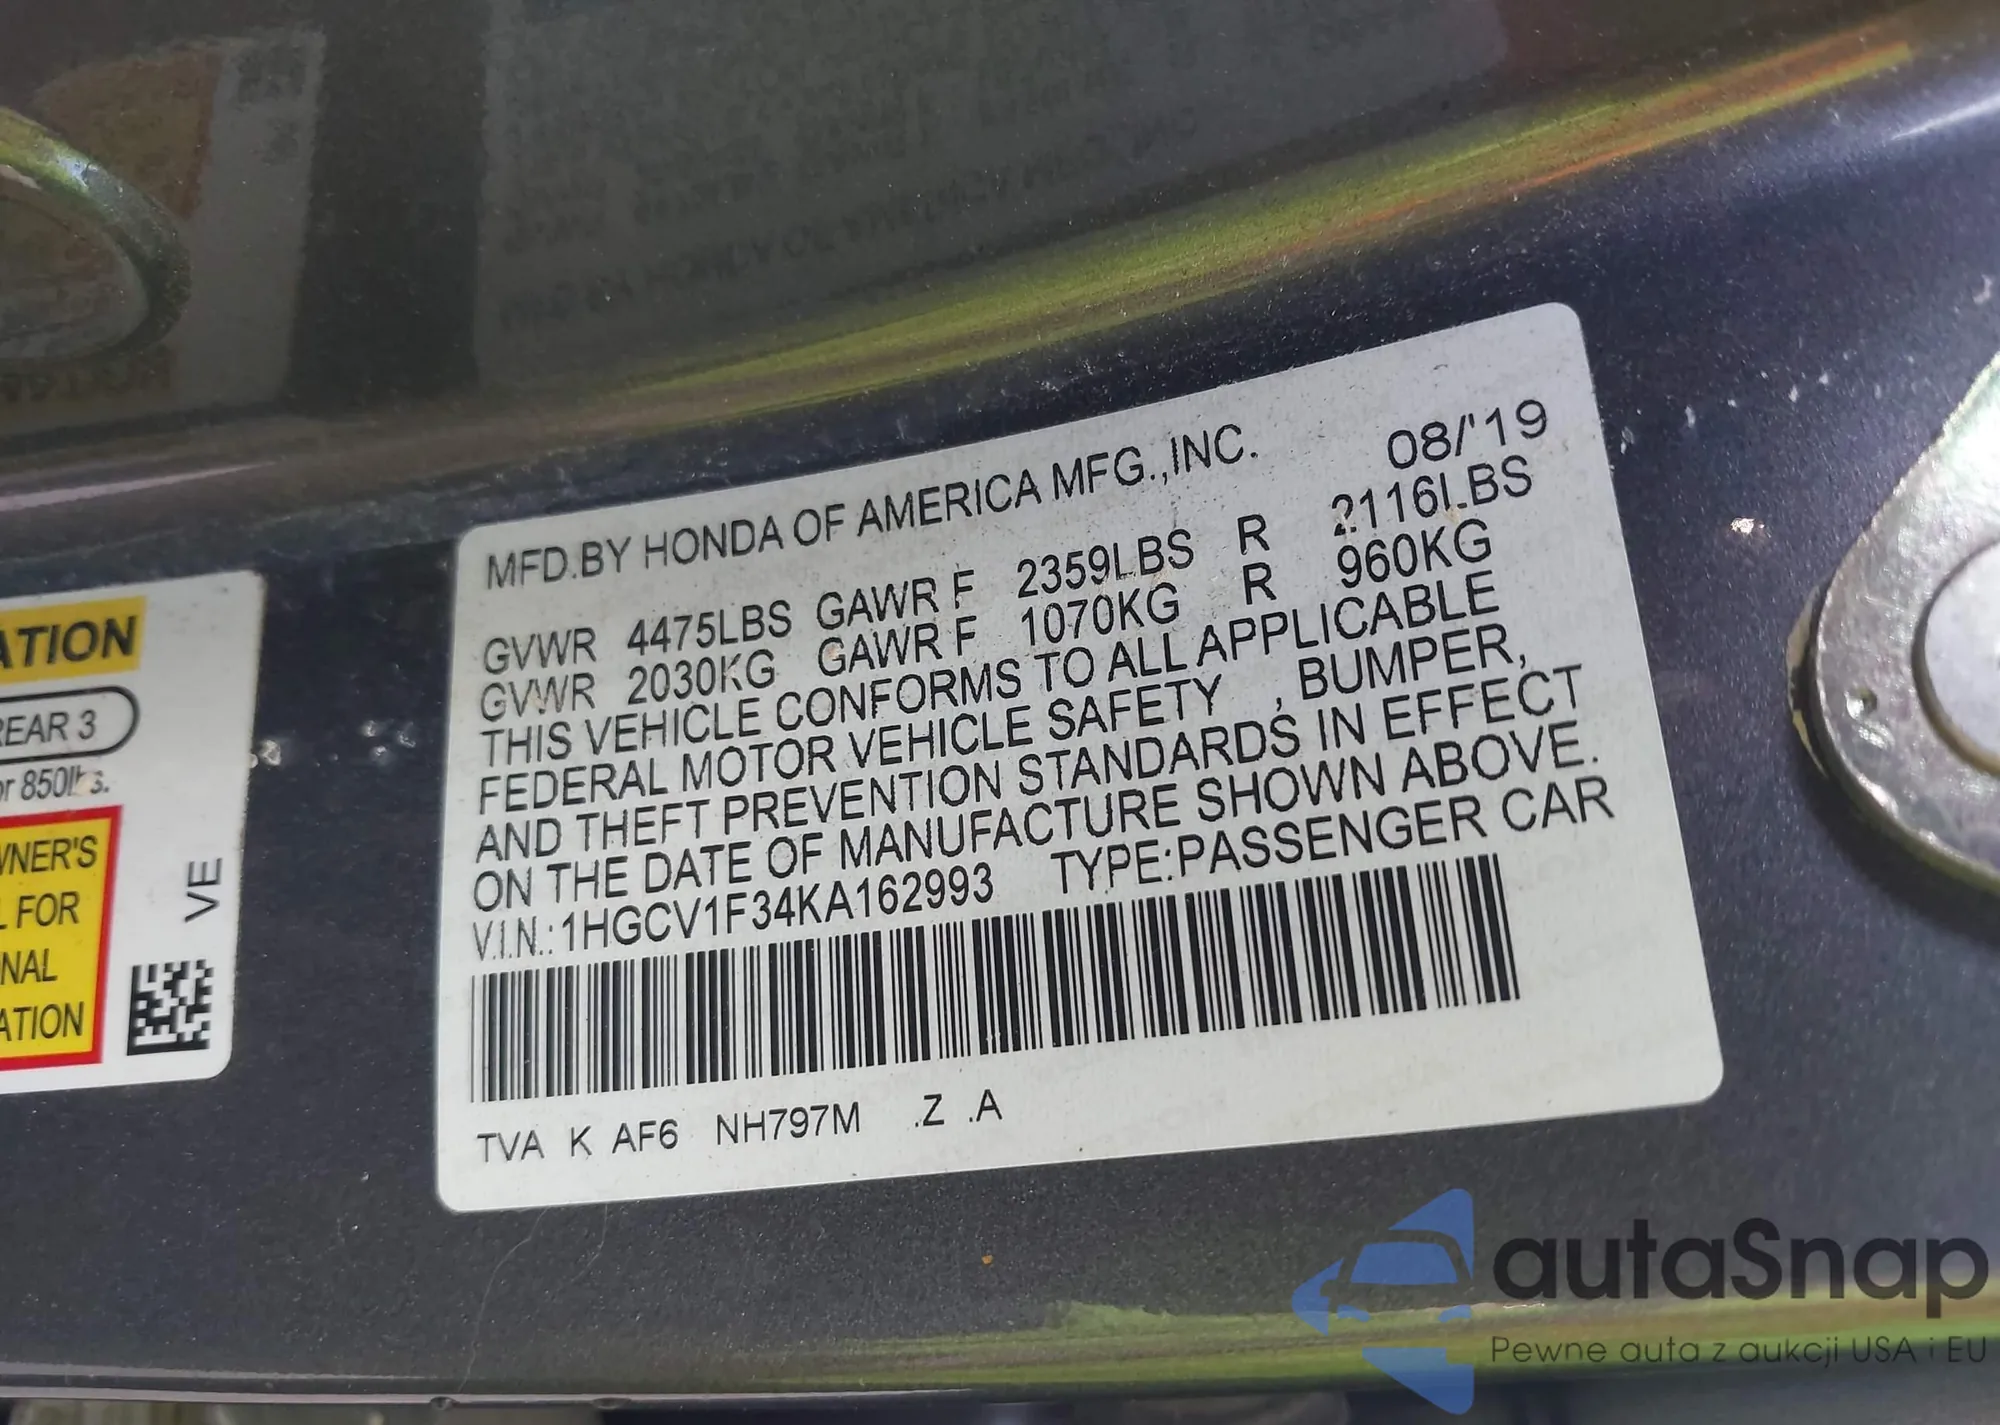 MFD.BY HONDA OF AMERICA MFG.,INC. 08/'19
GVWR 4475LBS GAWR F 2359LBS R 2116LBS
GVWR 2030KG GAWR F 1070KG R 960KG
THIS VEHICLE CONFORMS TO ALL APPLICABLE
FEDERAL MOTOR VEHICLE SAFETY , BUMPER,
AND THEFT PREVENTION STANDARDS IN EFFECT
ON THE DATE OF MANUFACTURE SHOWN ABOVE.
V.I.N.: 1HGCV1F34KA162993 TYPE:PASSENGER CAR
TVA K AF6 NH797M .Z .A
ATION
REAR 3
or 850lbs.
WNER'S
L FOR
NAL
ATION
VE
autaSnap
Pewne auta z aukcji USA i EU